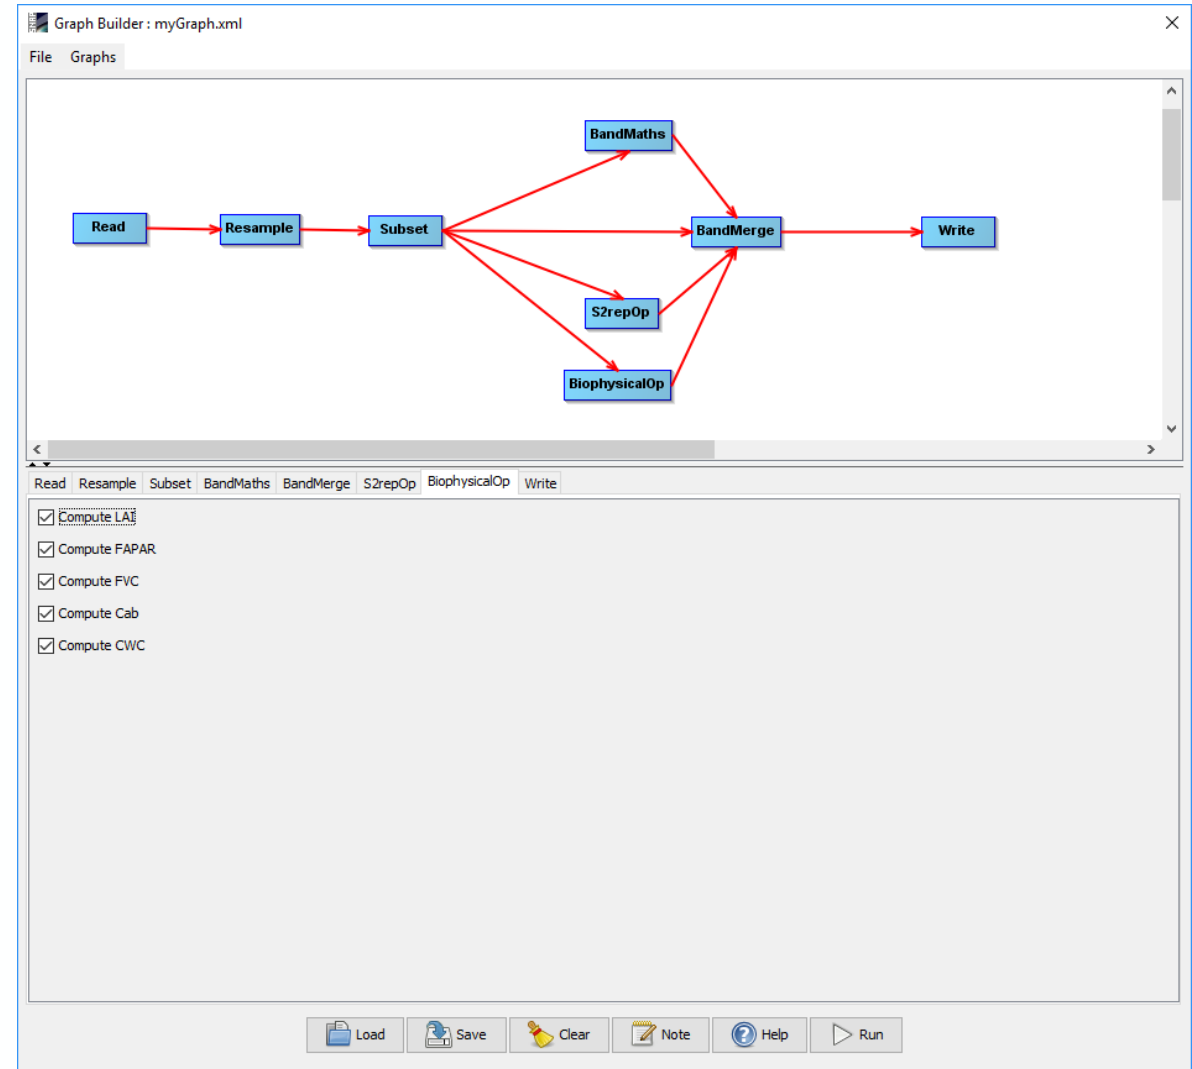 Graph Builder : myGraph.xml
File Graphs
BandMaths
Read Resample Subset BandMerge Write
S2repOp
BiophysicalOp
Read Resample Subset BandMaths BandMerge S2repOp BiophysicalOp Write
Compute LAI
Compute FAPAR
Compute FVC
Compute Cab
Compute CWC
Load Save Clear Note Help Run